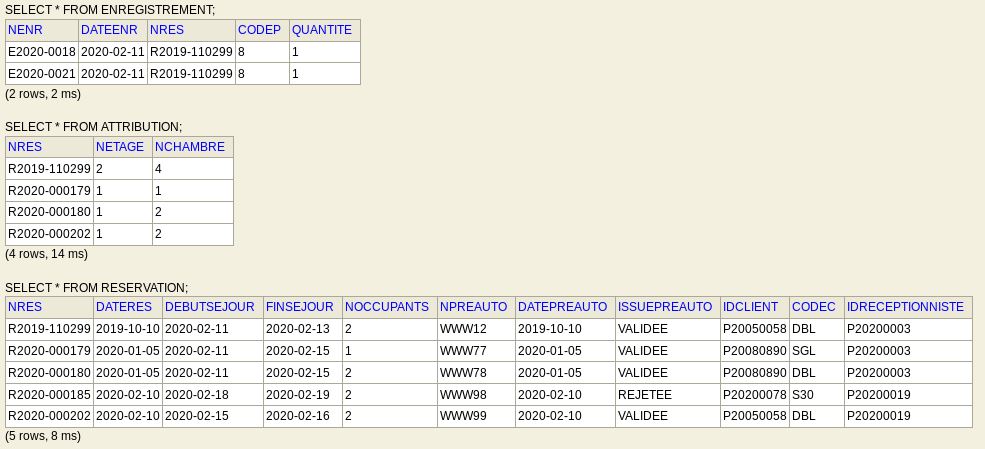 SELECT * FROM ENREGISTREMENT;
NENR DATEENR NRES CODEP QUANTITE
E2020-0018 2020-02-11 R2019-110299 8 1
E2020-0021 2020-02-11 R2019-110299 8 1
(2 rows, 2 ms)
SELECT * FROM ATTRIBUTION;
NRES NETAGE NCHAMBRE
R2019-110299 2 4
R2020-000179 1 1
R2020-000180 1 2
R2020-000202 1 2
(4 rows, 14 ms)
SELECT * FROM RESERVATION;
NRES DATERES DEBUTSEJOUR FINSEJOUR NOCCUPANTS NPREAUTO DATEPREAUTO ISSUEPREAUTO IDCLIENT CODEC IDRECEPTIONNISTE
R2019-110299 2019-10-10 2020-02-11 2020-02-13 2 WWW12 2019-10-10 VALIDEE P20050058 DBL P20200003
R2020-000179 2020-01-05 2020-02-11 2020-02-15 1 WWW77 2020-01-05 VALIDEE P20080890 SGL P20200003
R2020-000180 2020-01-05 2020-02-11 2020-02-15 2 WWW78 2020-01-05 VALIDEE P20080890 DBL P20200003
R2020-000185 2020-02-10 2020-02-18 2020-02-19 2 WWW98 2020-02-10 REJETEE P20200078 S30 P20200019
R2020-000202 2020-02-10 2020-02-15 2020-02-16 2 WWW99 2020-02-10 VALIDEE P20050058 DBL P20200019
(5 rows, 8 ms)